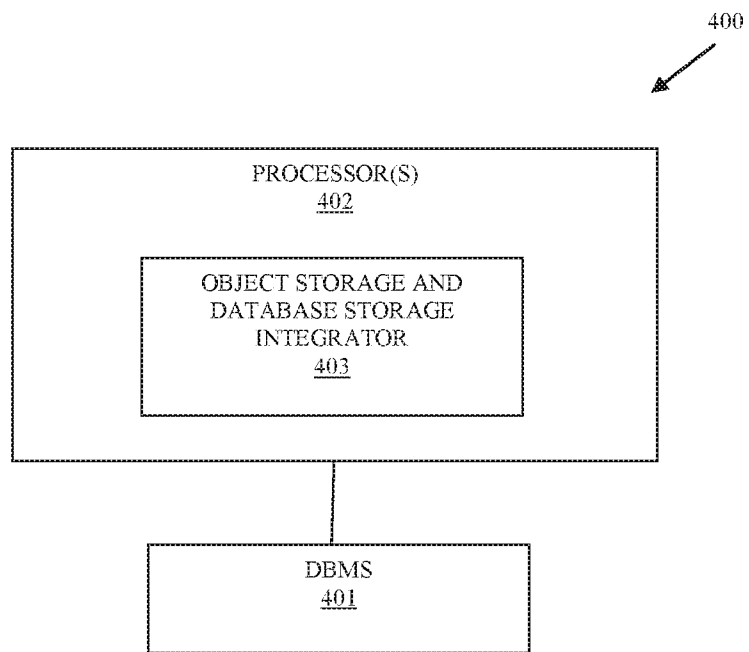 400
PROCESSOR(S)
402
OBJECT STORAGE AND
DATABASE STORAGE
INTEGRATOR
403
DBMS
401